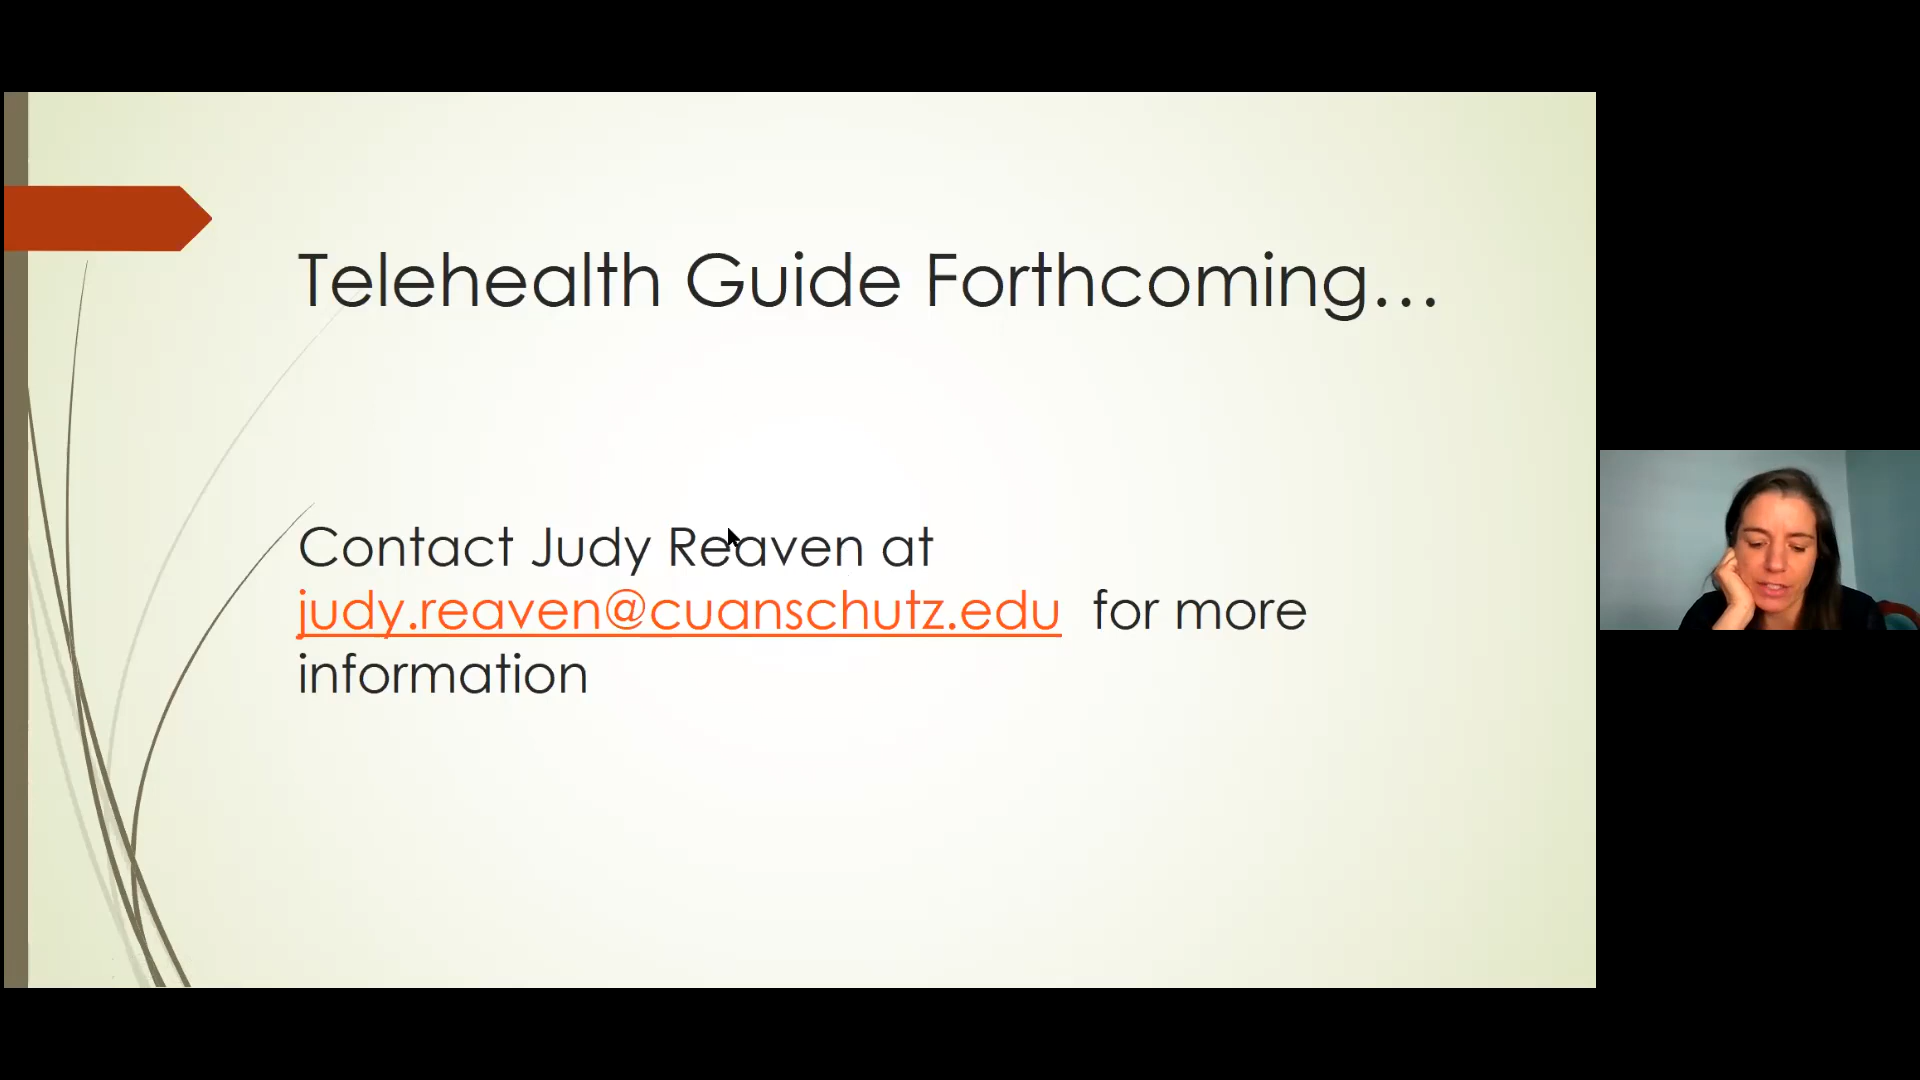 Telehealth Guide Forthcoming…
Contact Judy Reaven at
judy.reaven@cuanschutz.edu for more
information